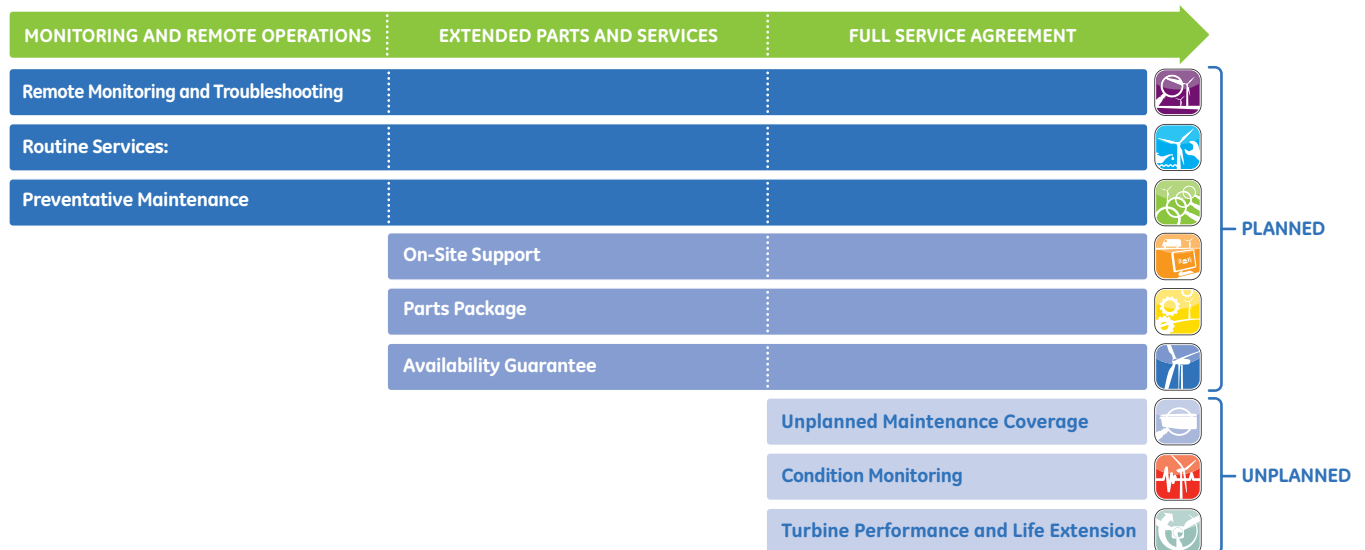 MONITORING AND REMOTE OPERATIONS
EXTENDED PARTS AND SERVICES
FULL SERVICE AGREEMENT
Remote Monitoring and Troubleshooting
Routine Services:
Preventative Maintenance
On-Site Support
Parts Package
Availability Guarantee
PLANNED
Unplanned Maintenance Coverage
Condition Monitoring
Turbine Performance and Life Extension
UNPLANNED